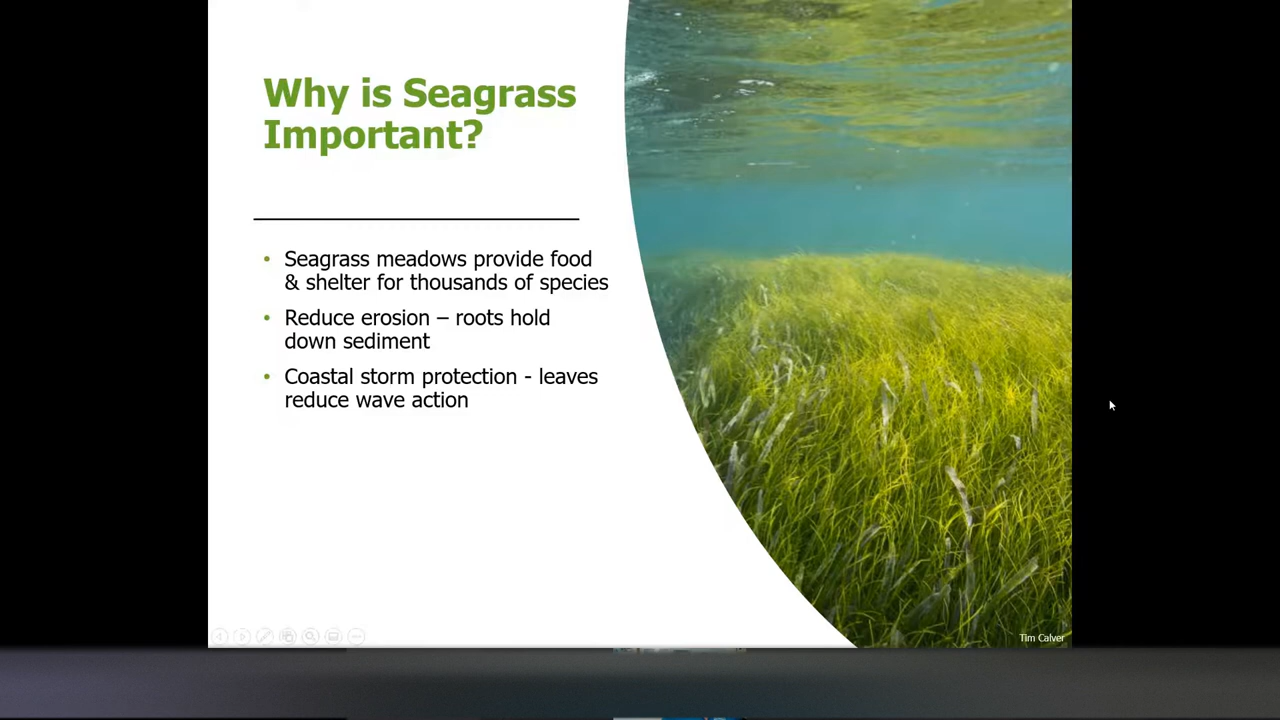 Why is Seagrass
Important?
• Seagrass meadows provide food
& shelter for thousands of species
• Reduce erosion – roots hold
down sediment
• Coastal storm protection - leaves
reduce wave action
Tim Calver